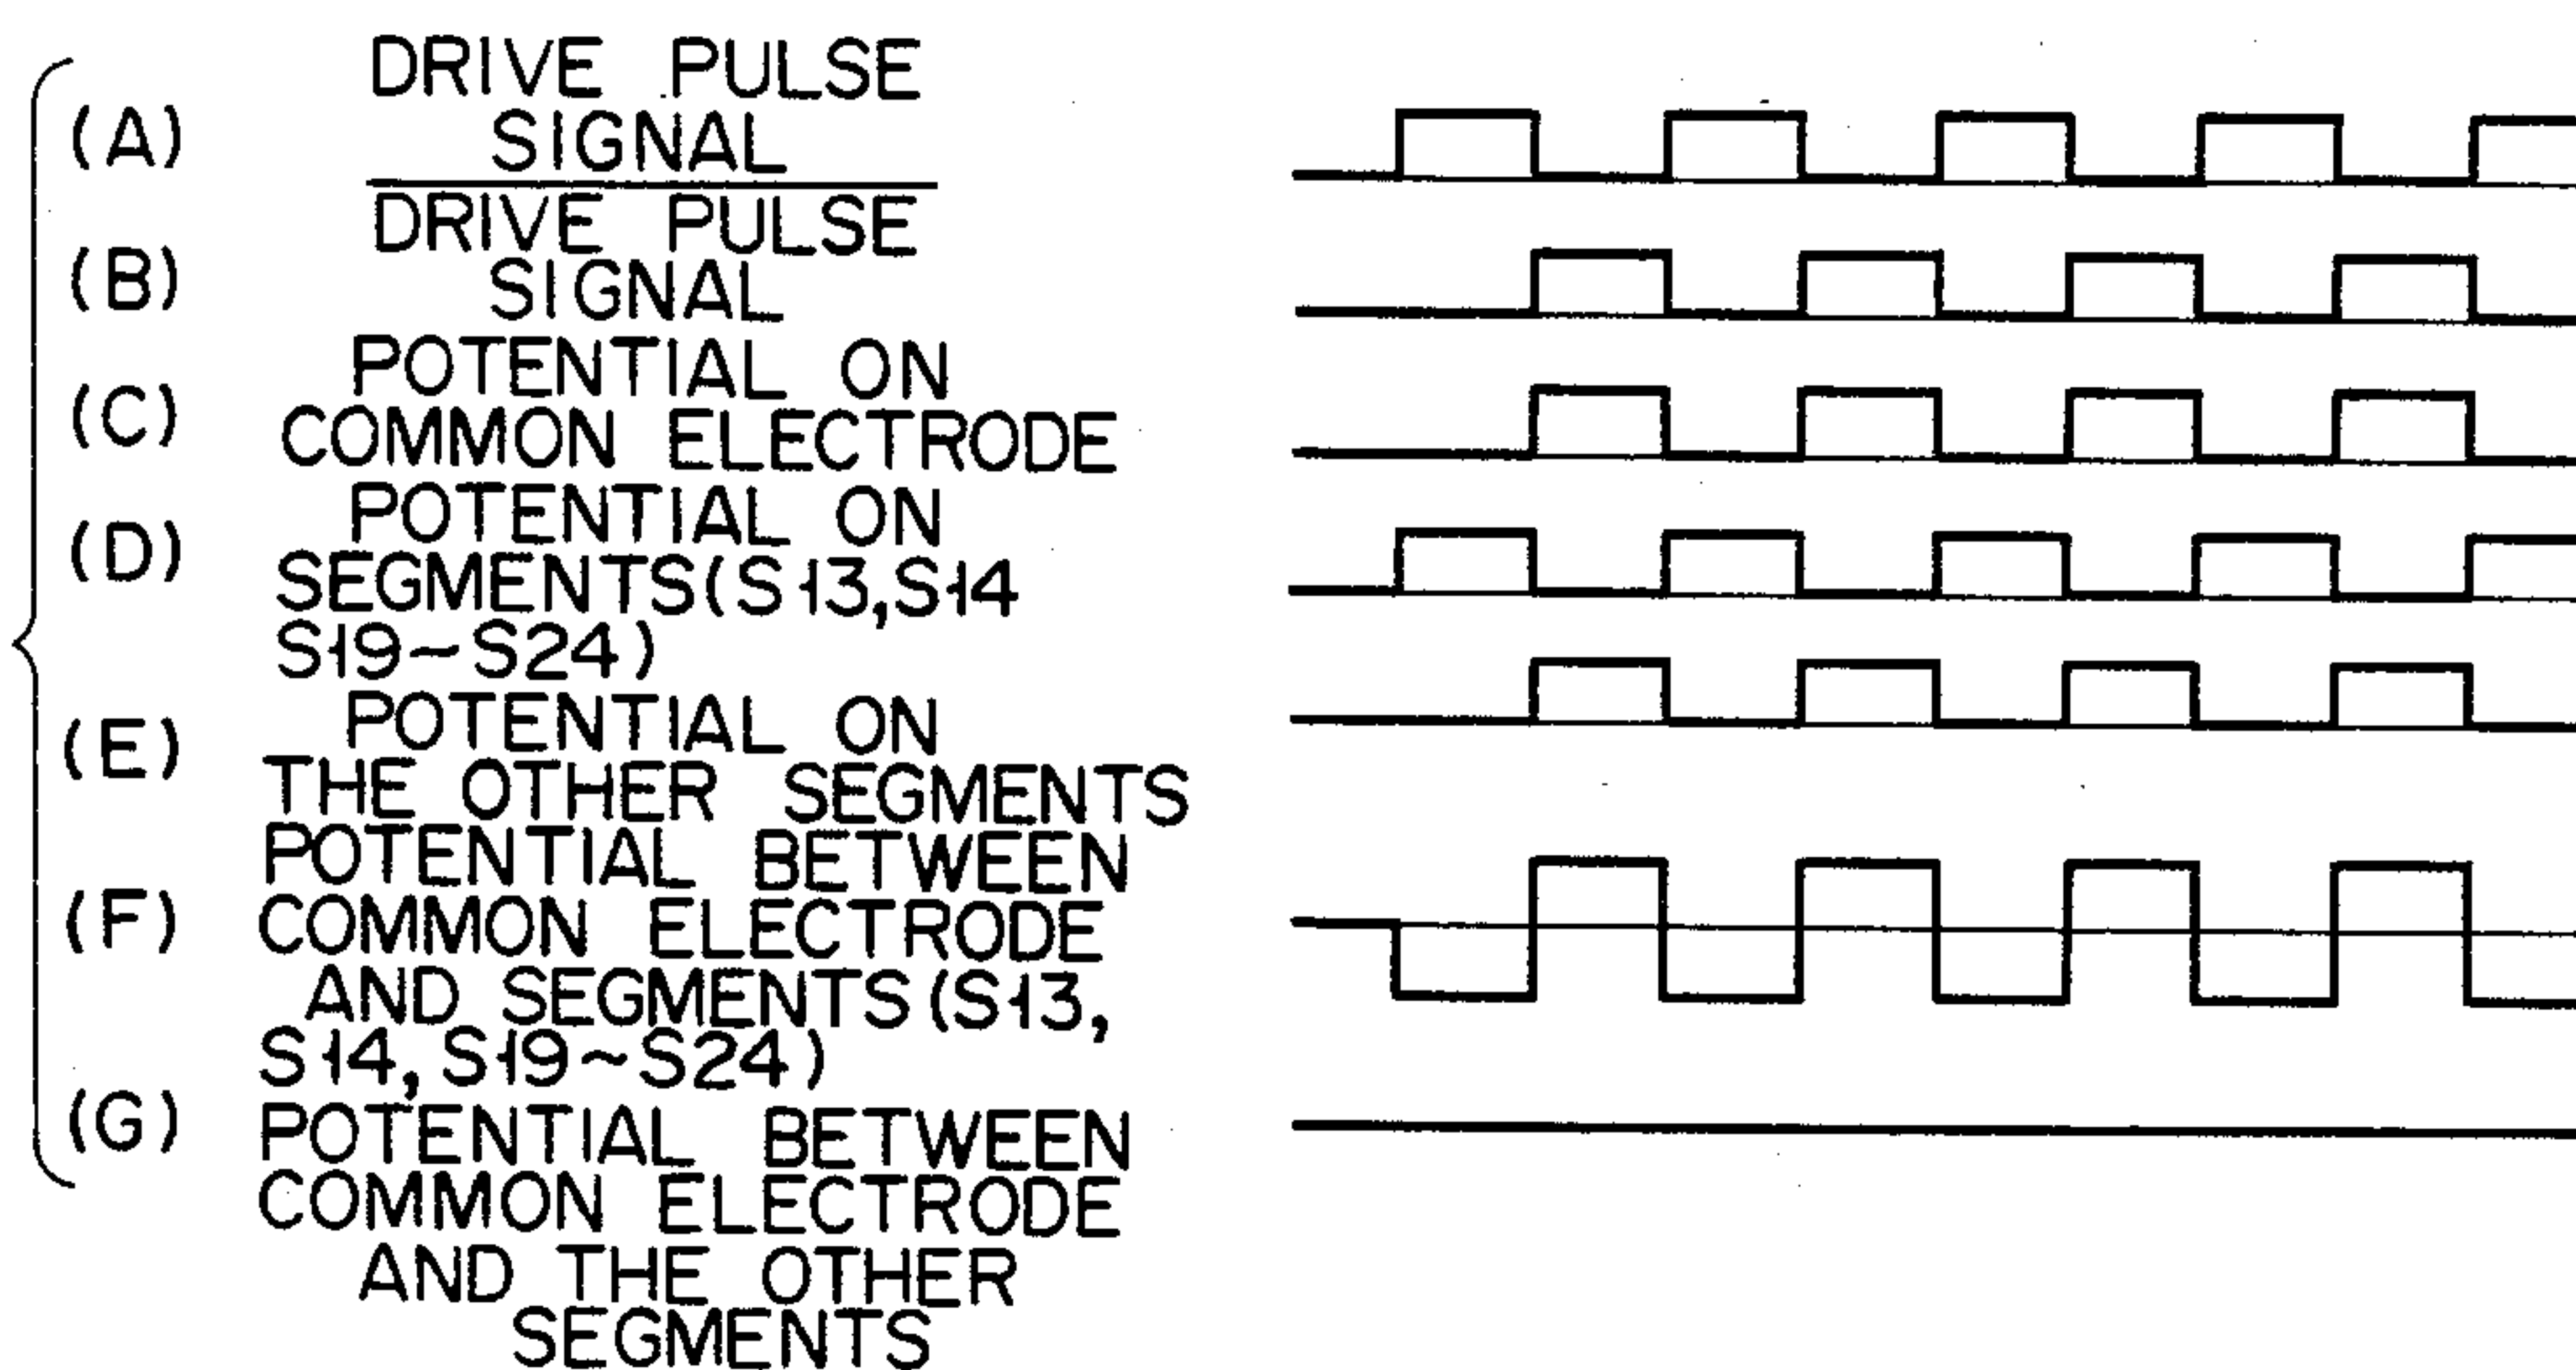 (A) DRIVE PULSE
SIGNAL
(B) DRIVE PULSE
SIGNAL
(C) POTENTIAL ON
COMMON ELECTRODE
(D) POTENTIAL ON
SEGMENTS(S13,S14
S19~S24)
(E) POTENTIAL ON
THE OTHER SEGMENTS
(F) POTENTIAL BETWEEN
COMMON ELECTRODE
AND SEGMENTS(S13,
S14,S19~S24)
(G) POTENTIAL BETWEEN
COMMON ELECTRODE
AND THE OTHER
SEGMENTS